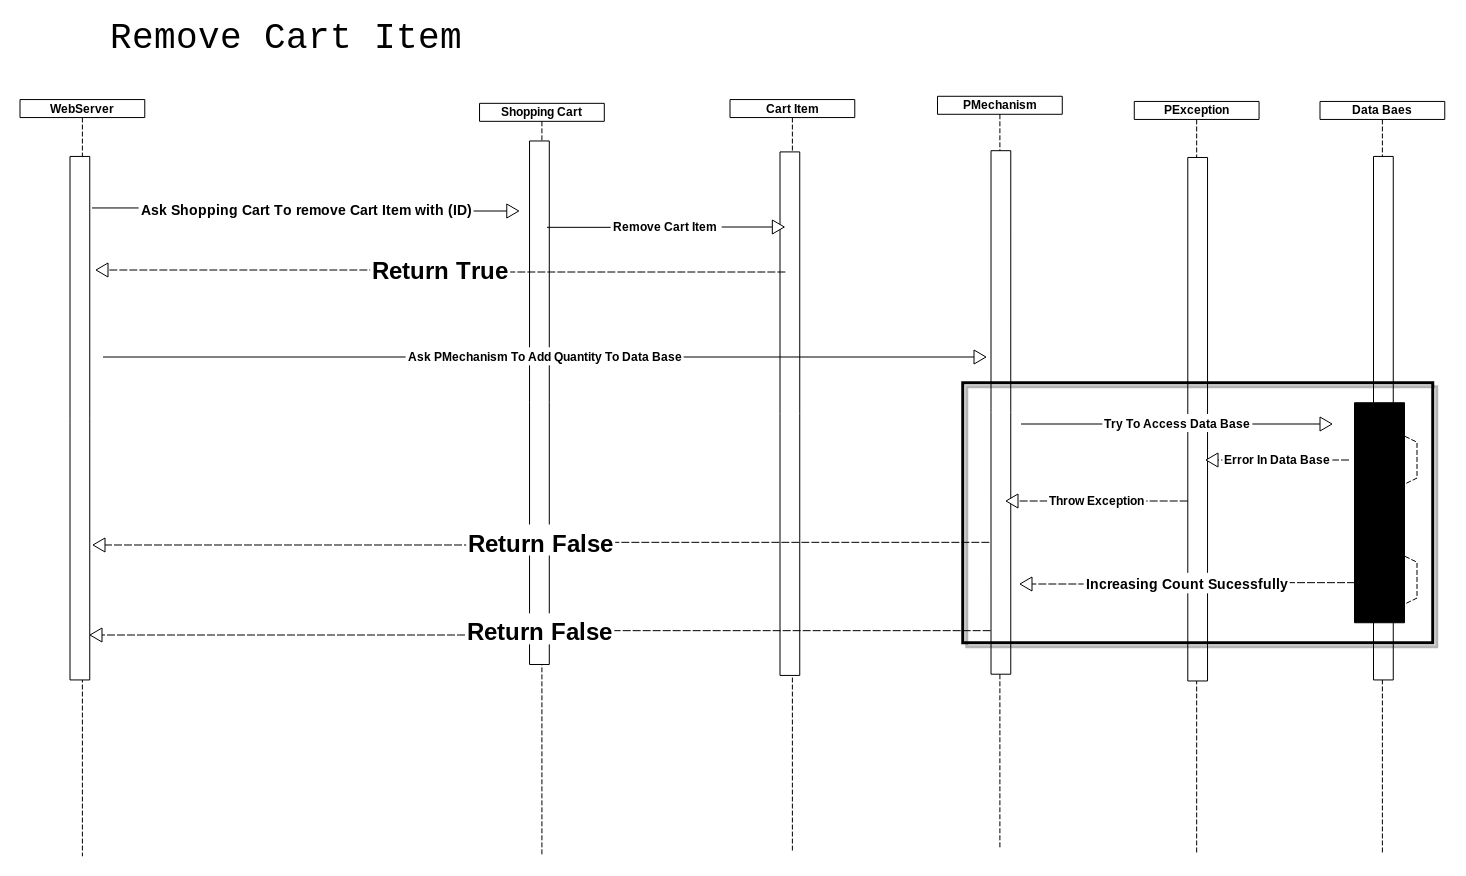 Remove Cart Item
WebServer
Shopping Cart
Cart Item
PMechanism
PException
Data Baes
Ask Shopping Cart To remove Cart Item with (ID)
Remove Cart Item
Return True
Ask PMechanism To Add Quantity To Data Base
Try To Access Data Base
Error In Data Base
Throw Exception
Return False
Increasing Count Sucessfully
Return False